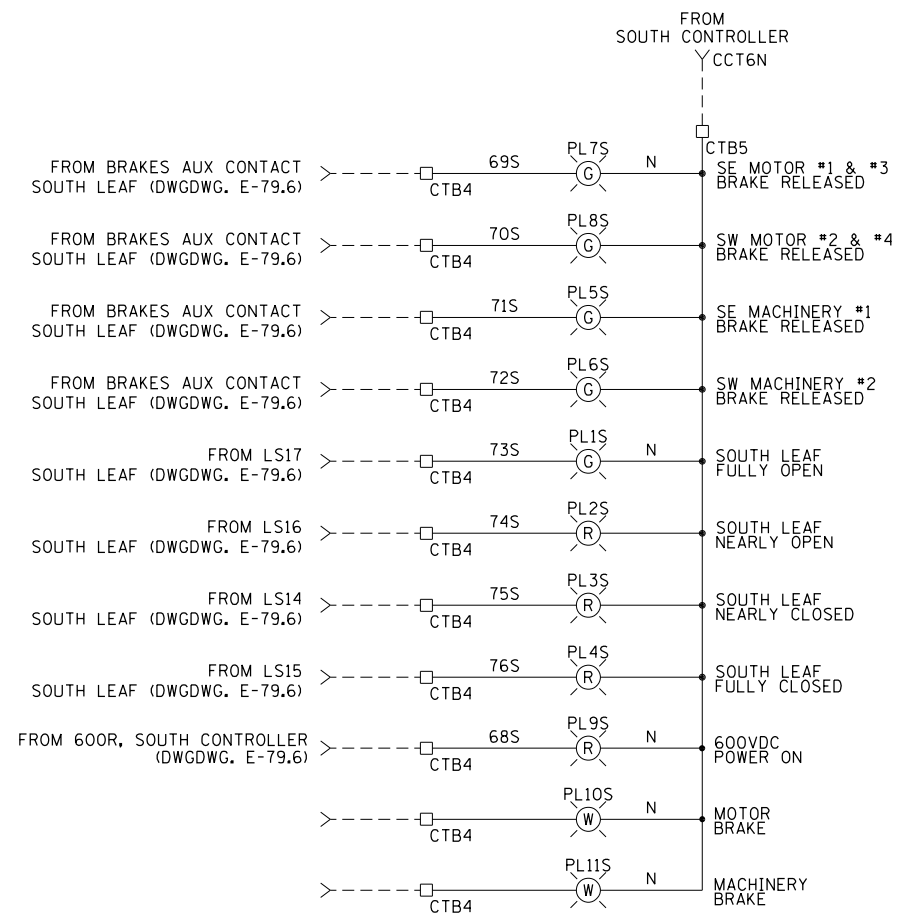 FROM
SOUTH CONTROLLER
CCT6N
CTB5
FROM BRAKES AUX CONTACT
SOUTH LEAF (DWGDWG. E-79.6)
CTB4
69S
PL7S
G
N
SE MOTOR #1 & #3
BRAKE RELEASED
FROM BRAKES AUX CONTACT
SOUTH LEAF (DWGDWG. E-79.6)
CTB4
70S
PL8S
G
SW MOTOR #2 & #4
BRAKE RELEASED
FROM BRAKES AUX CONTACT
SOUTH LEAF (DWGDWG. E-79.6)
CTB4
71S
PL5S
G
SE MACHINERY #1
BRAKE RELEASED
FROM BRAKES AUX CONTACT
SOUTH LEAF (DWGDWG. E-79.6)
CTB4
72S
PL6S
G
SW MACHINERY #2
BRAKE RELEASED
FROM LS17
SOUTH LEAF (DWGDWG. E-79.6)
CTB4
73S
PL1S
G
N
SOUTH LEAF
FULLY OPEN
FROM LS16
SOUTH LEAF (DWGDWG. E-79.6)
CTB4
74S
PL2S
R
SOUTH LEAF
NEARLY OPEN
FROM LS14
SOUTH LEAF (DWGDWG. E-79.6)
CTB4
75S
PL3S
R
SOUTH LEAF
NEARLY CLOSED
FROM LS15
SOUTH LEAF (DWGDWG. E-79.6)
CTB4
76S
PL4S
R
SOUTH LEAF
FULLY CLOSED
FROM 600R, SOUTH CONTROLLER
(DWGDWG. E-79.6)
CTB4
68S
PL9S
R
N
600VDC
POWER ON
CTB4
PL10S
W
N
MOTOR
BRAKE
CTB4
PL11S
W
N
MACHINERY
BRAKE